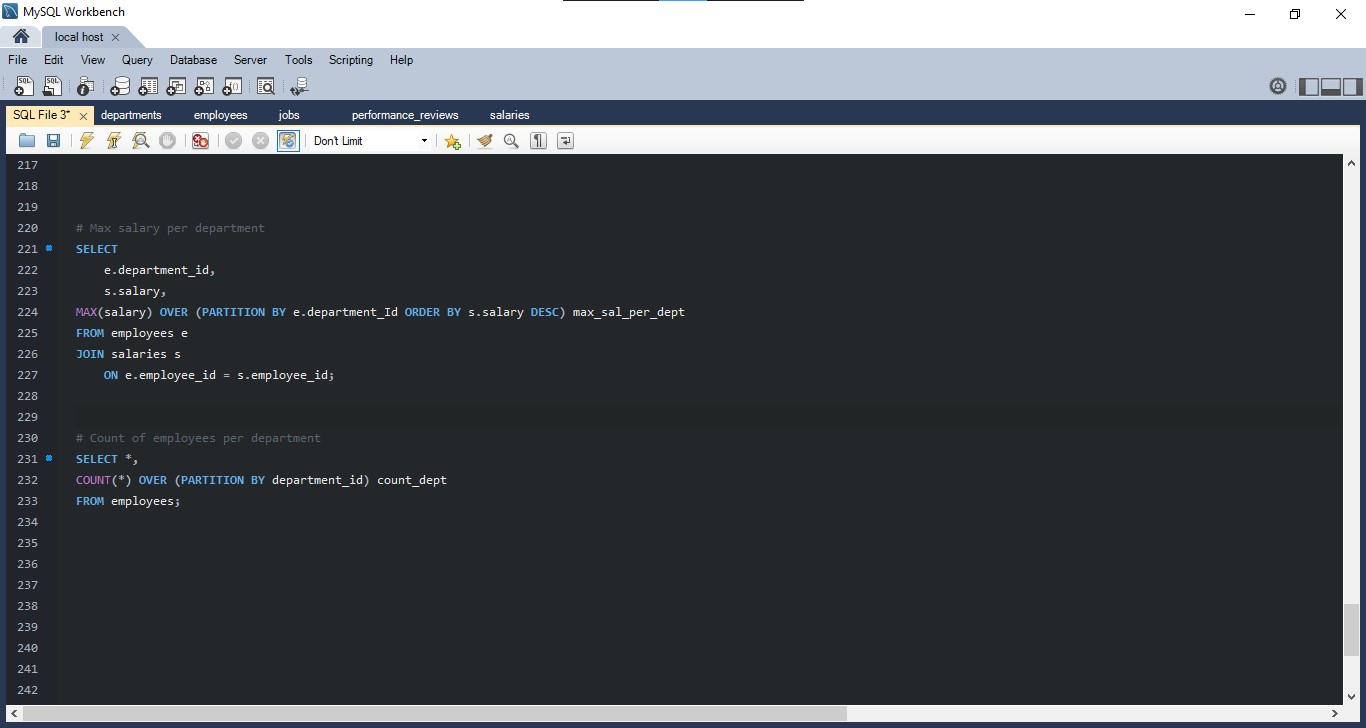 MySQL Workbench
local host
File Edit View Query Database Server Tools Scripting Help
SQL File 3* departments employees jobs performance_reviews salaries
Don't Limit
217
218
219
220 # Max salary per department
221 SELECT
222 e.department_id,
223 s.salary,
224 MAX(salary) OVER (PARTITION BY e.department_Id ORDER BY s.salary DESC) max_sal_per_dept
225 FROM employees e
226 JOIN salaries s
227 ON e.employee_id = s.employee_id;
228
229
230 # Count of employees per department
231 SELECT *,
232 COUNT(*) OVER (PARTITION BY department_id) count_dept
233 FROM employees;
234
235
236
237
238
239
240
241
242